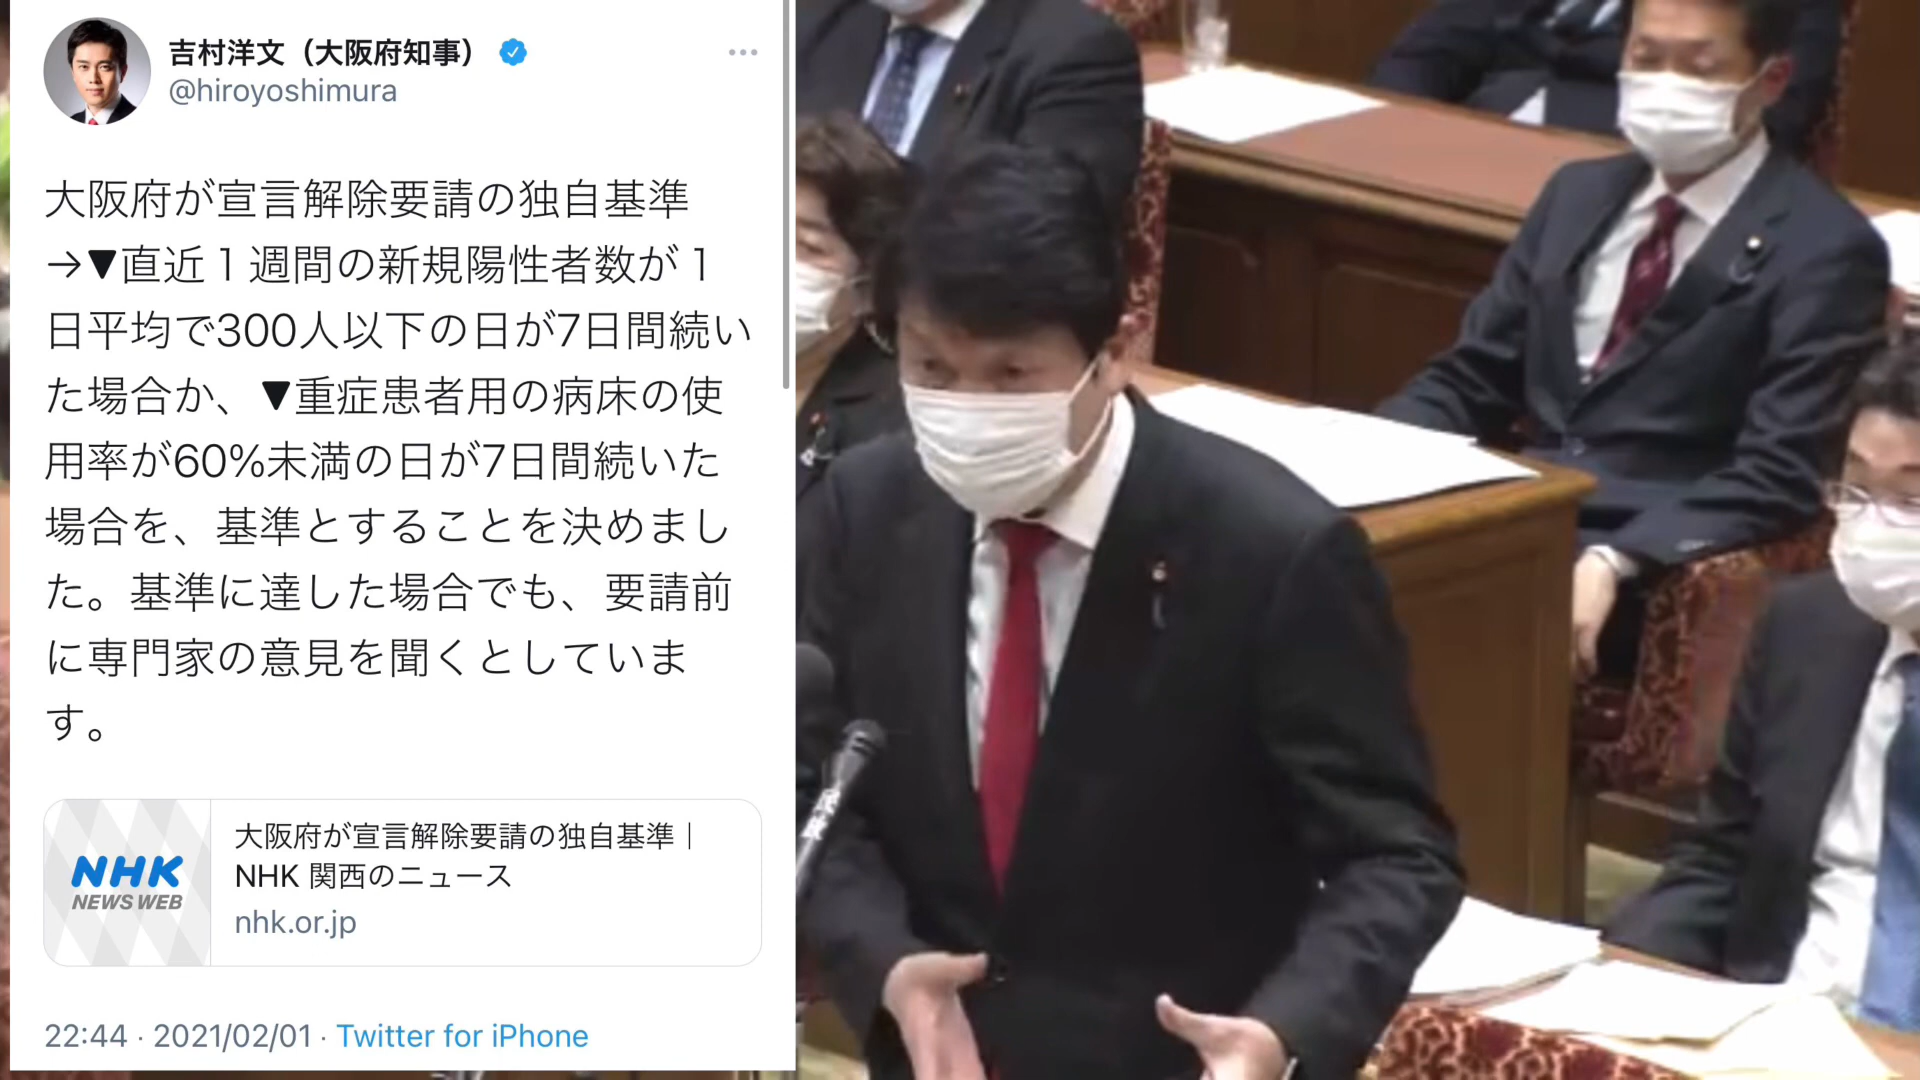 吉村洋文（大阪府知事）
@hiroyoshimura
大阪府が宣言解除要請の独自基準
→▼直近１週間の新規陽性者数が１
日平均で300人以下の日が7日間続い
た場合か、▼重症患者用の病床の使
用率が60%未満の日が7日間続いた
場合を、基準とすることを決めまし
た。基準に達した場合でも、要請前
に専門家の意見を聞くとしていま
す。
NHK
NEWS WEB
大阪府が宣言解除要請の独自基準｜
NHK 関西のニュース
nhk.or.jp
22:44 · 2021/02/01 · Twitter for iPhone